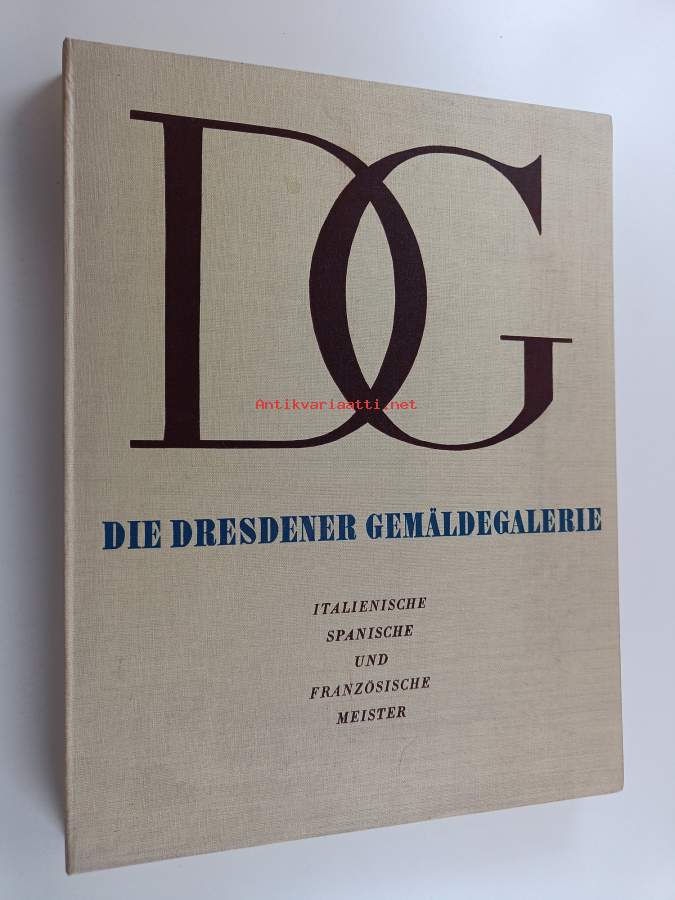 DG
Antikvariaatti.net
DIE DRESDENER GEMÄLDEGALERIE
ITALIENISCHE
SPANISCHE
UND
FRANZÖSISCHE
MEISTER